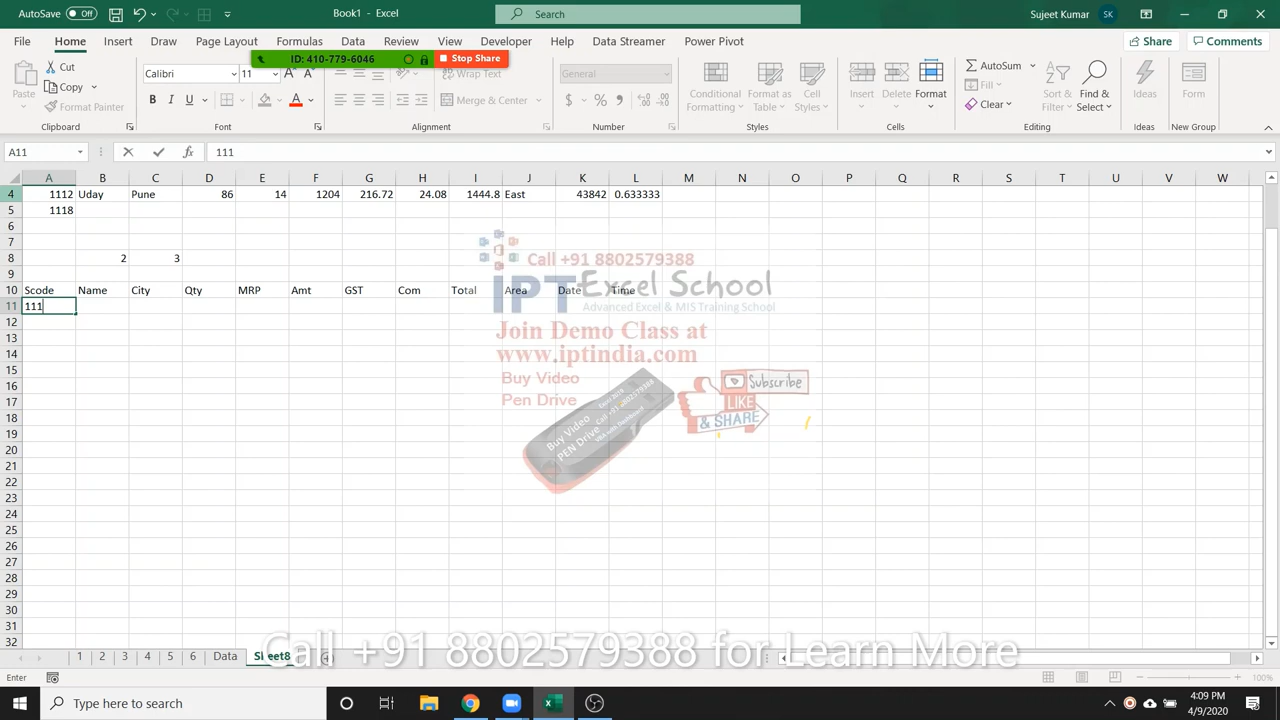 AutoSave Off Book1 - Excel Search Sujeet Kumar SK
File Home Insert Draw Page Layout Formulas Data Review View Developer Help Data Streamer Power Pivot Share Comments
ID: 410-779-6046 Stop Share
Paste Cut Copy Format Painter Clipboard
Calibri 11 A A B I U A Font
Wrap Text Merge & Center Alignment
General $ % , Number
Conditional Formatting Format as Table Cell Styles Styles
Insert Delete Format Cells
AutoSum Fill Clear Sort & Filter Find & Select Editing
Ideas Ideas
Form New Group
A11 fx 111
A B C D E F G H I J K L M N O P Q R S T U V W
4 1112 Uday Pune 86 14 1204 216.72 24.08 1444.8 East 43842 0.633333
5 1118
6
7
8 2 3
9
10 Scode Name City Qty MRP Amt GST Com Total Area Date Time
11 111
12
13
14
15
16
17
18
19
20
21
22
23
24
25
26
27
28
29
30
31
32
Call +91 8802579388
IPT Excel School
Advanced Excel & MIS Training School
Join Demo Class at
www.iptindia.com
Buy Video
Pen Drive
Subscribe
LIKE
& SHARE
Buy Video
PEN Drive
Call +91 8802579388
1 2 3 4 5 6 Data Sheet8
Call +91 8802579388 for Learn More
Enter 100%
Type here to search
4:09 PM
4/9/2020